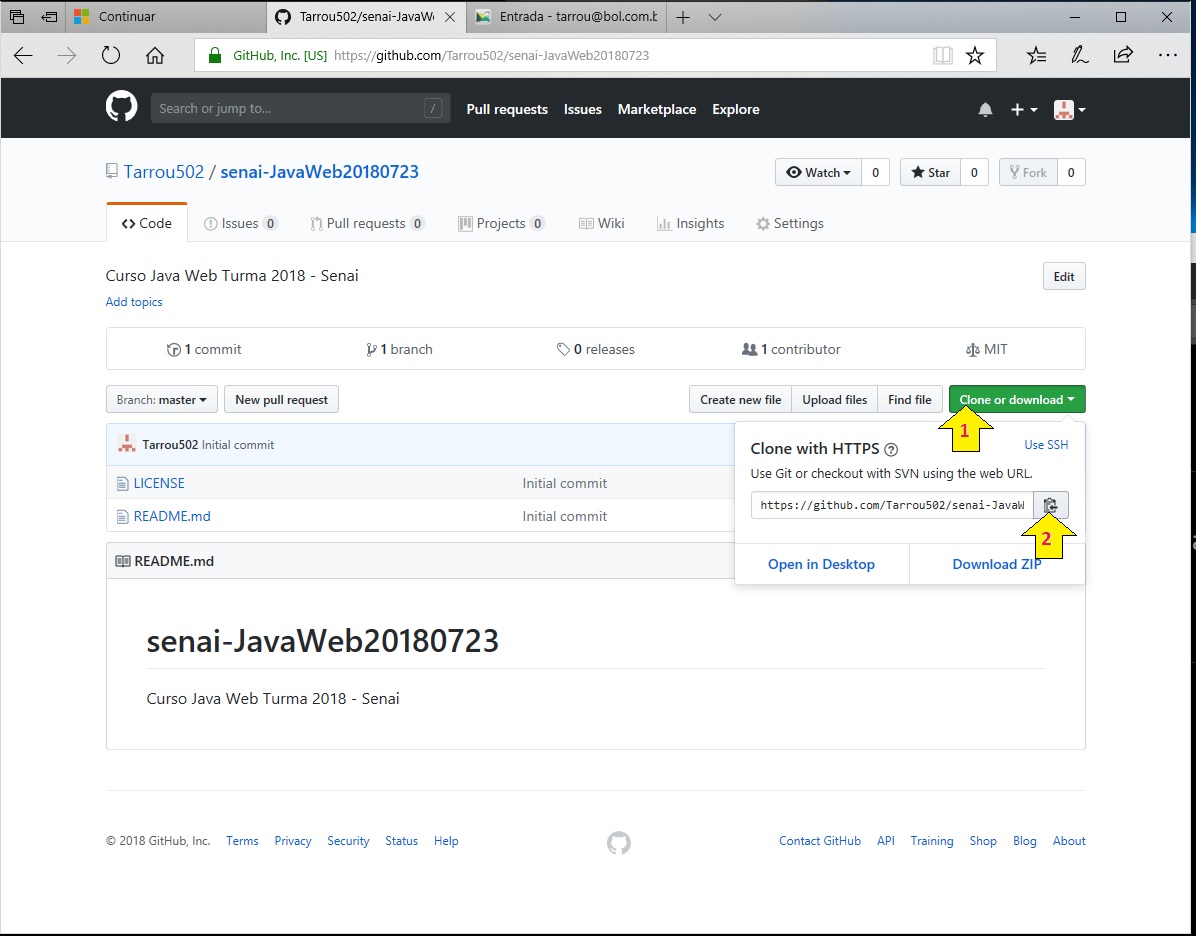 Continuar
Tarrou502/senai-JavaW
Entrada - tarrou@bol.com.b
GitHub, Inc. [US] https://github.com/Tarrou502/senai-JavaWeb20180723
Search or jump to... /
Pull requests Issues Marketplace Explore
Tarrou502 / senai-JavaWeb20180723
Watch 0 Star 0 Fork 0
Code Issues 0 Pull requests 0 Projects 0 Wiki Insights Settings
Curso Java Web Turma 2018 - Senai
Edit
Add topics
1 commit 1 branch 0 releases 1 contributor MIT
Branch: master New pull request Create new file Upload files Find file Clone or download
1
Tarrou502 Initial commit
LICENSE Initial commit
README.md Initial commit
Clone with HTTPS ? Use SSH
Use Git or checkout with SVN using the web URL.
https://github.com/Tarrou502/senai-JavaW
2
Open in Desktop Download ZIP
README.md
senai-JavaWeb20180723
Curso Java Web Turma 2018 - Senai
© 2018 GitHub, Inc. Terms Privacy Security Status Help Contact GitHub API Training Shop Blog About